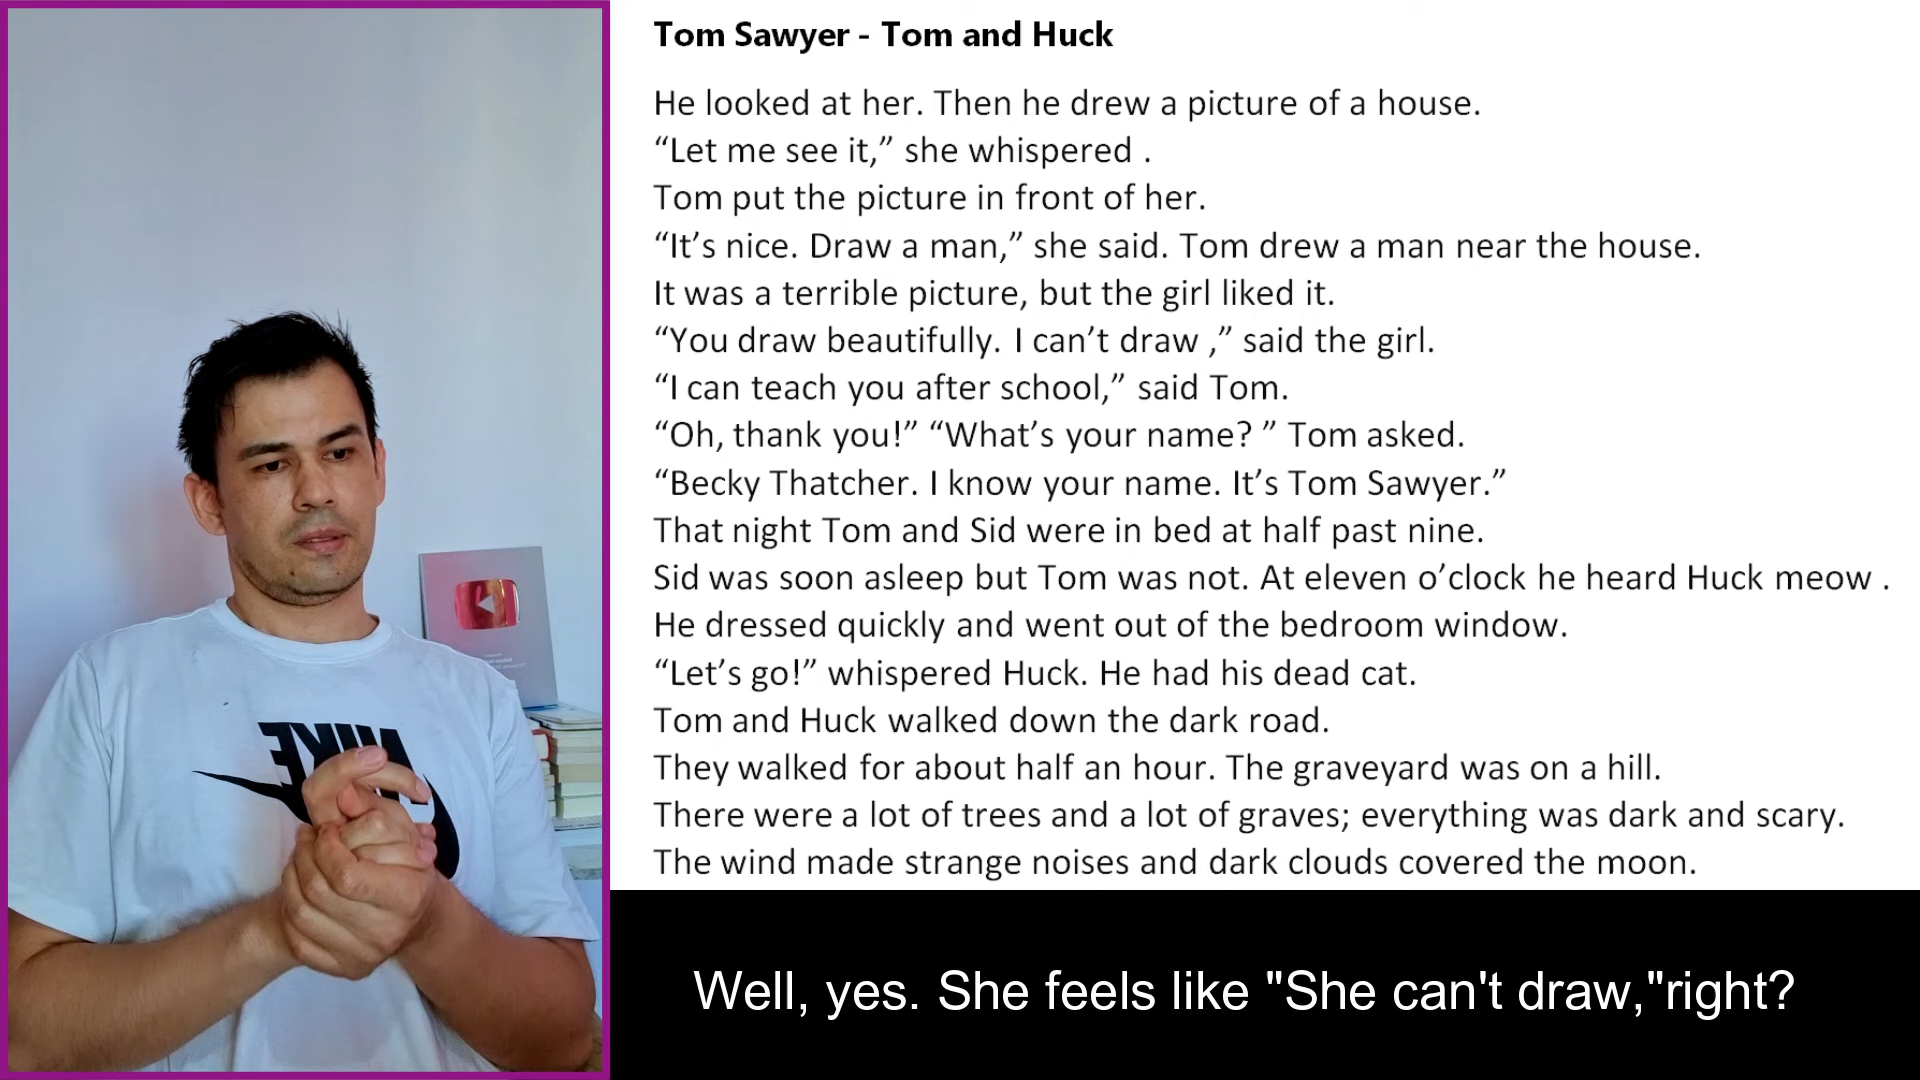 Tom Sawyer - Tom and Huck
He looked at her. Then he drew a picture of a house.
“Let me see it,” she whispered .
Tom put the picture in front of her.
“It’s nice. Draw a man,” she said. Tom drew a man near the house.
It was a terrible picture, but the girl liked it.
“You draw beautifully. I can’t draw ,” said the girl.
“I can teach you after school,” said Tom.
“Oh, thank you!” “What’s your name? ” Tom asked.
“Becky Thatcher. I know your name. It’s Tom Sawyer.”
That night Tom and Sid were in bed at half past nine.
Sid was soon asleep but Tom was not. At eleven o’clock he heard Huck meow .
He dressed quickly and went out of the bedroom window.
“Let’s go!” whispered Huck. He had his dead cat.
Tom and Huck walked down the dark road.
They walked for about half an hour. The graveyard was on a hill.
There were a lot of trees and a lot of graves; everything was dark and scary.
The wind made strange noises and dark clouds covered the moon.
NIKE
Well, yes. She feels like "She can't draw,"right?